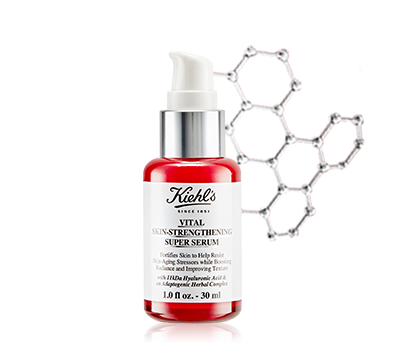 Kiehl's
SINCE 1851
VITAL
SKIN-STRENGTHENING
SUPER SERUM
Fortifies Skin to Help Resist
Skin-Aging Stressors while Boosting
Radiance and Improving Texture
with 11kDa Hyaluronic Acid &
an Adaptogenic Herbal Complex
1.0 fl. oz. - 30 ml